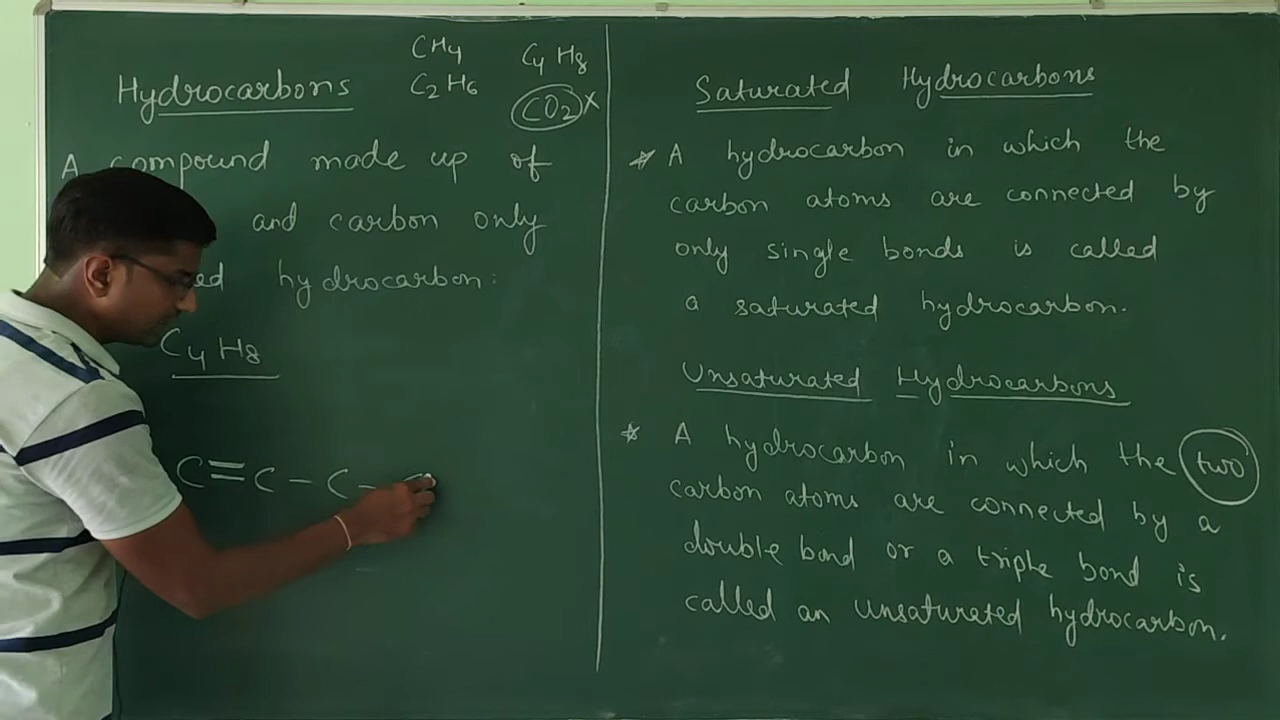 Hydrocarbons
CH4
C2H6
C4H8
CO2 x
A compound made up of
and carbon only
ed hydrocarbon:
C4H8
C=C-C-
Saturated Hydrocarbons
* A hydrocarbon in which the
carbon atoms are connected by
only single bonds is called
a saturated hydrocarbon.
Unsaturated Hydrocarbons
* A hydrocarbon in which the two
carbon atoms are connected by a
double bond or a triple bond is
called an unsaturated hydrocarbon.